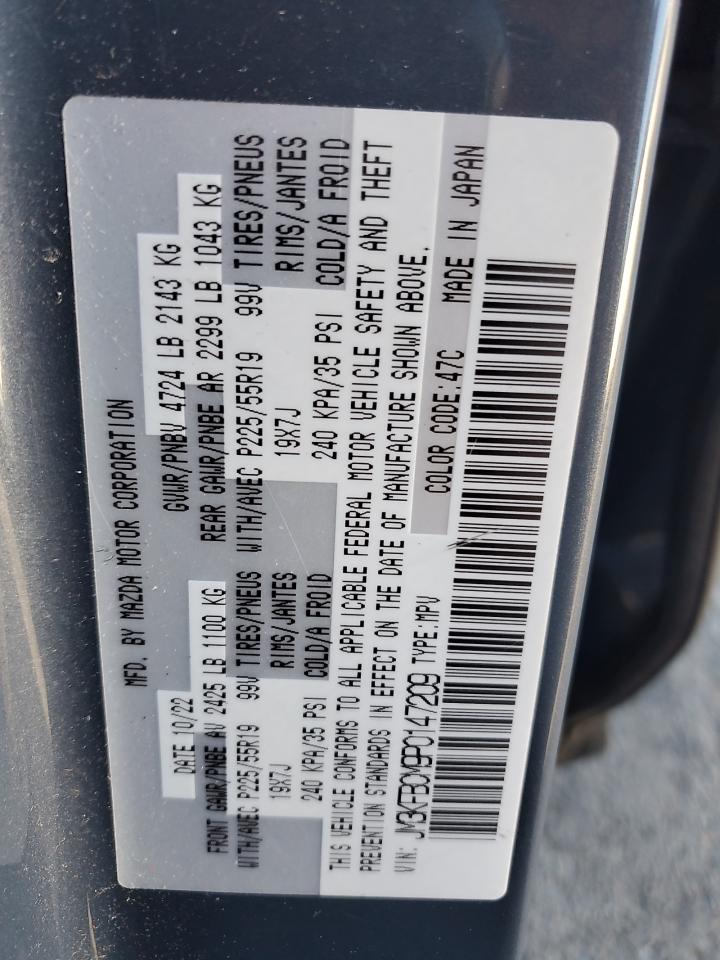 MFD. BY MAZDA MOTOR CORPORATION
DATE 10/22 GVWR/PNBV 4724 LB 2143 KG
FRONT GAWR/PNBE AV 2425 LB 1100 KG REAR GAWR/PNBE AR 2299 LB 1043 KG
WITH/AVEC P225/55R19 99V TIRES/PNEUS WITH/AVEC P225/55R19 99V TIRES/PNEUS
19X7J RIMS/JANTES 19X7J RIMS/JANTES
240 KPA/35 PSI COLD/A FROID 240 KPA/35 PSI COLD/A FROID
THIS VEHICLE CONFORMS TO ALL APPLICABLE FEDERAL MOTOR VEHICLE SAFETY AND THEFT
PREVENTION STANDARDS IN EFFECT ON THE DATE OF MANUFACTURE SHOWN ABOVE.
VIN: JM3KFBCM9P0147209 TYPE:MPV COLOR CODE:47C MADE IN JAPAN